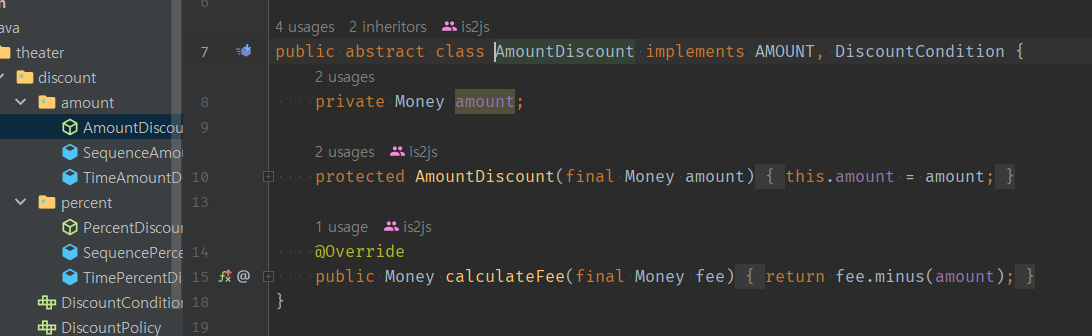 ava
theater
discount
amount
AmountDiscou
SequenceAmo
TimeAmountD
percent
PercentDiscou
SequencePerce
TimePercentDi
DiscountConditio
DiscountPolicy
6
4 usages 2 inheritors is2js
7 public abstract class AmountDiscount implements AMOUNT, DiscountCondition {
2 usages
8 private Money amount;
9
2 usages is2js
10 protected AmountDiscount(final Money amount) { this.amount = amount; }
13
1 usage is2js
14 @Override
15 @ public Money calculateFee(final Money fee) { return fee.minus(amount); }
18 }
19